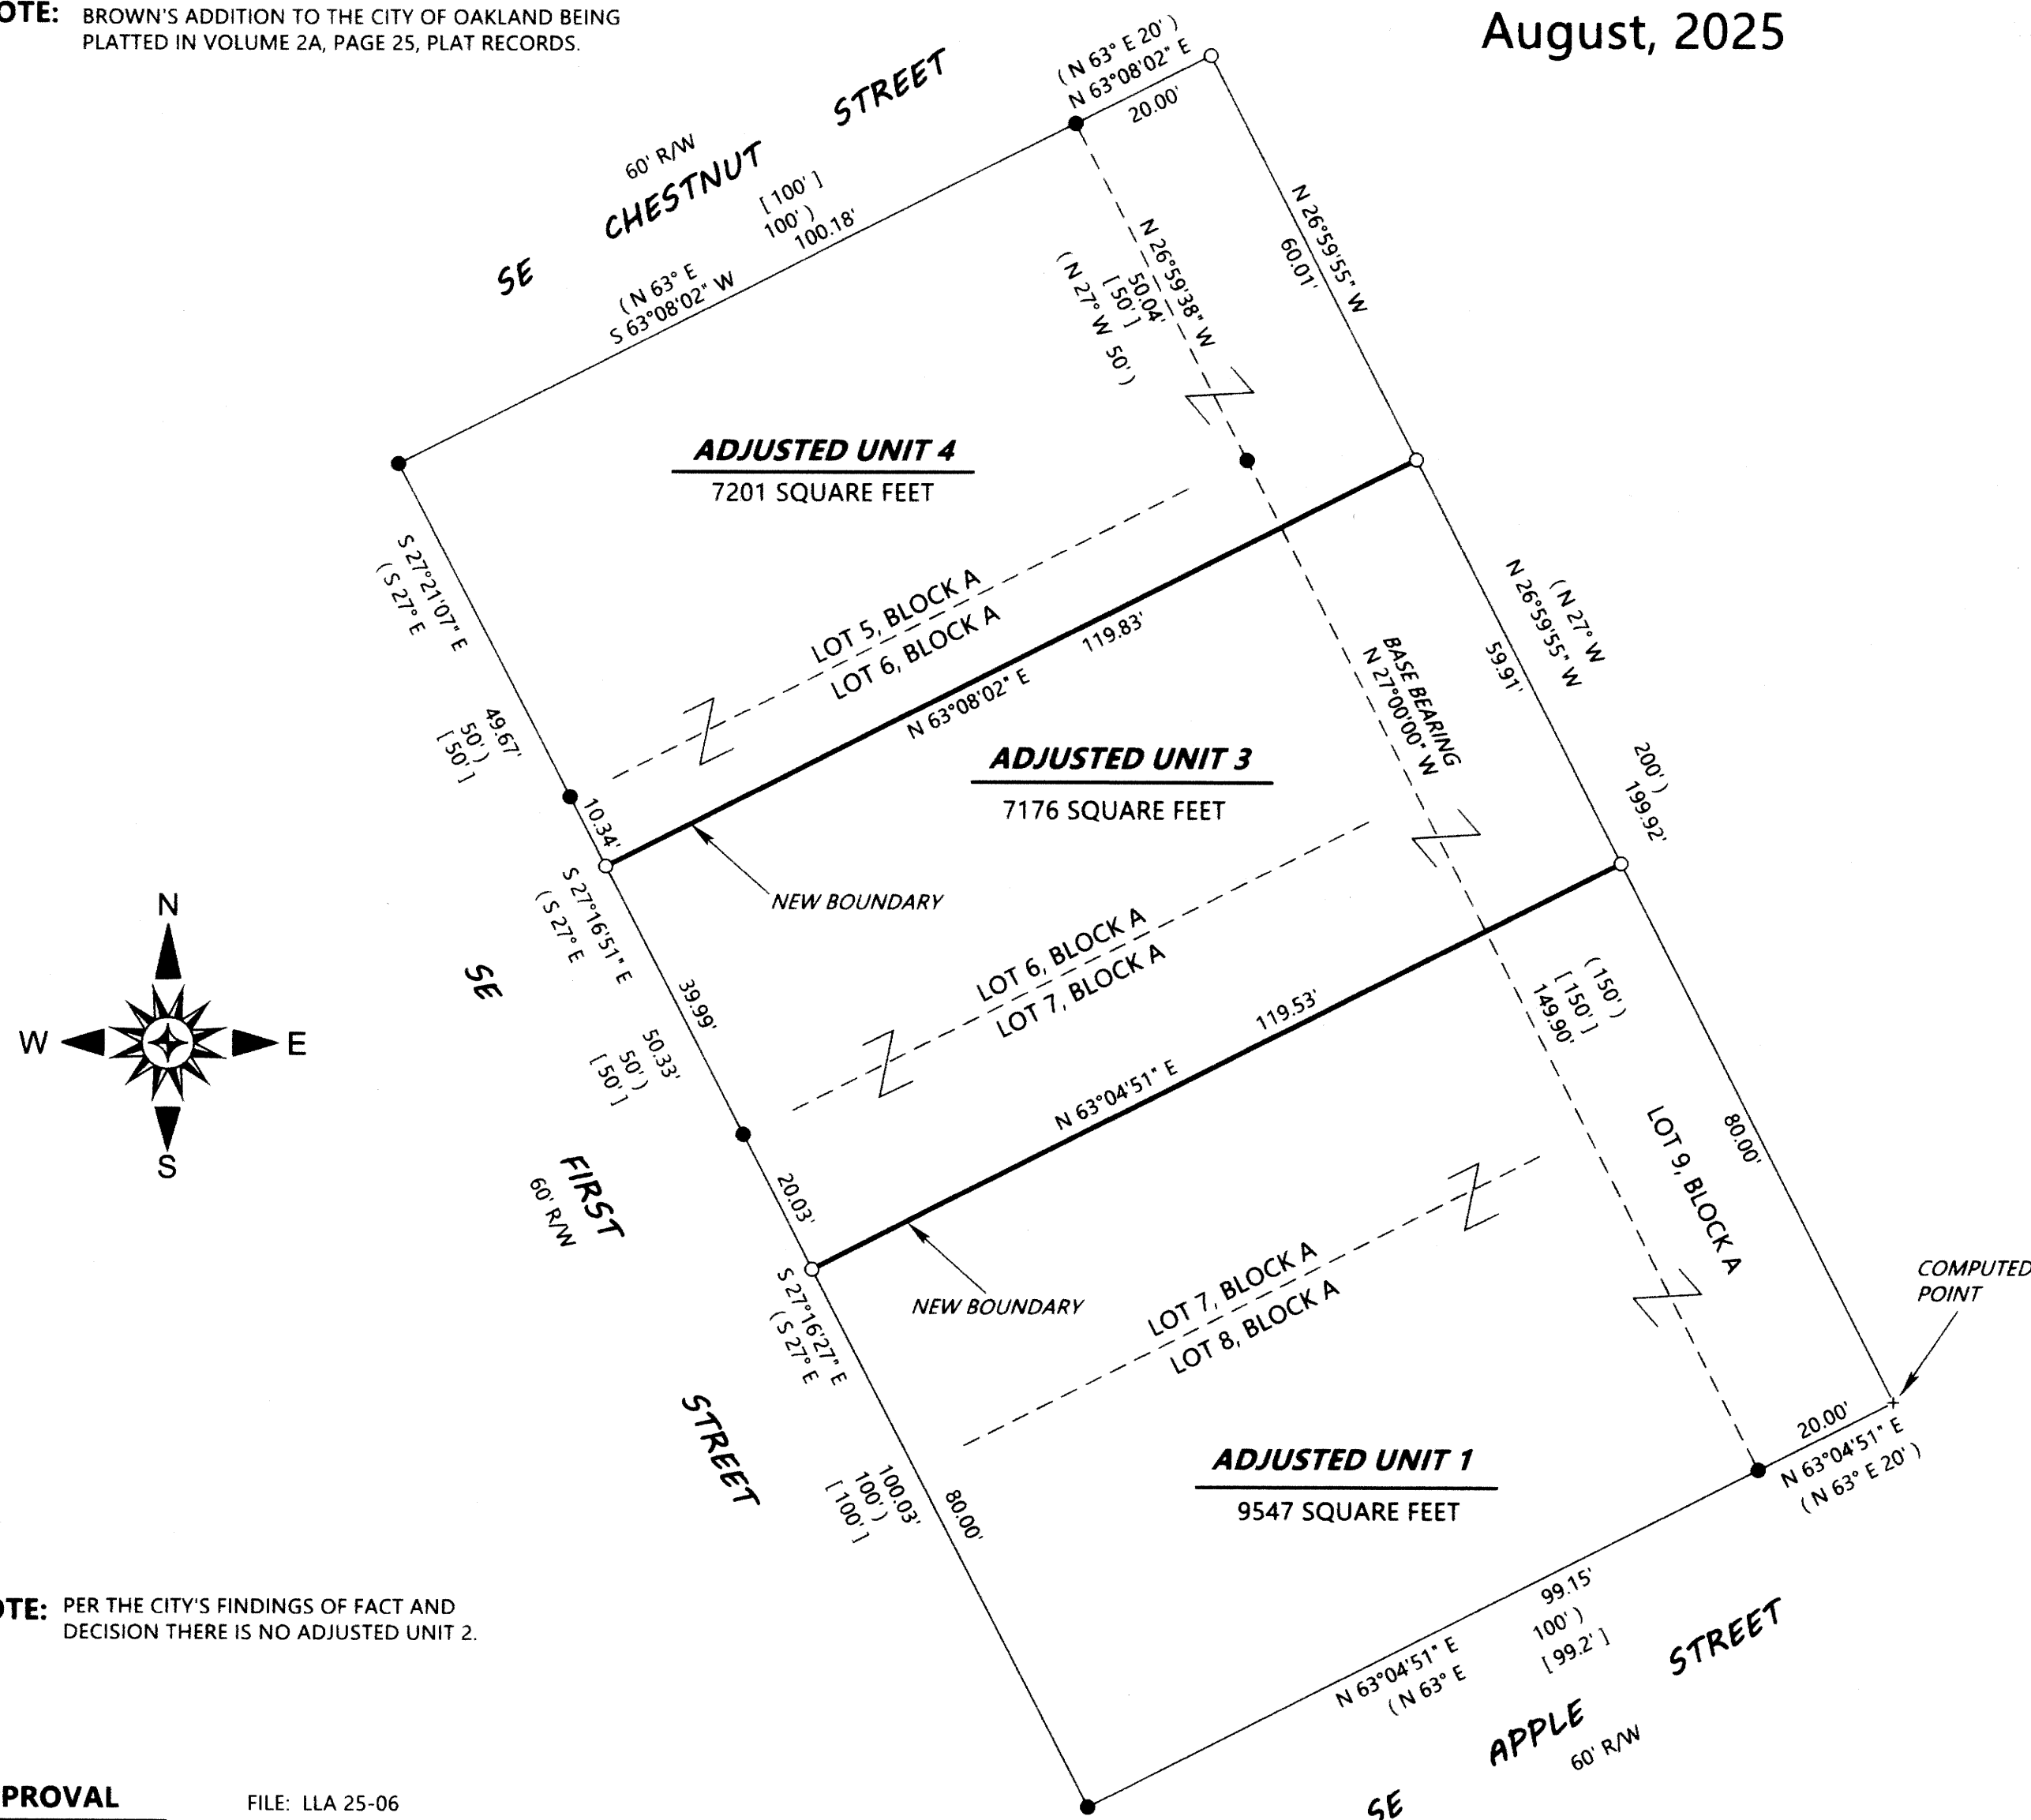 OTE: BROWN'S ADDITION TO THE CITY OF OAKLAND BEING
PLATTED IN VOLUME 2A, PAGE 25, PLAT RECORDS.
August, 2025
( N 63° E 20' )
N 63°08'02" E
20.00'
SE CHESTNUT STREET
60' R/W
[ 100' ]
100' )
100.18'
( N 63° E
S 63°08'02" W
N 26°59'55" W
60.01'
N 26°59'38" W
50.04'
[ 50' ]
( N 27° W 50' )
ADJUSTED UNIT 4
7201 SQUARE FEET
S 27°21'07" E
( S 27° E
49.67'
50' )
[ 50' ]
LOT 5, BLOCK A
LOT 6, BLOCK A
119.83'
N 63°08'02" E
( N 27° W
N 26°59'55" W
59.91'
BASE BEARING
N 27°00'00" W
200' )
199.92'
ADJUSTED UNIT 3
7176 SQUARE FEET
10.34'
NEW BOUNDARY
S 27°16'51" E
( S 27° E
39.99'
50.33'
50' )
[ 50' ]
N
W
E
S
LOT 6, BLOCK A
LOT 7, BLOCK A
119.53'
N 63°04'51" E
(150')
[ 150' ]
149.90'
SE FIRST STREET
60' R/W
20.03'
NEW BOUNDARY
S 27°16'27" E
( S 27° E
LOT 9, BLOCK A
80.00'
COMPUTED
POINT
LOT 7, BLOCK A
LOT 8, BLOCK A
100.03'
100' )
[ 100' ]
80.00'
ADJUSTED UNIT 1
9547 SQUARE FEET
20.00'
N 63°04'51" E
( N 63° E 20' )
99.15'
100' )
[ 99.2' ]
N 63°04'51" E
( N 63° E
SE APPLE STREET
60' R/W
OTE: PER THE CITY'S FINDINGS OF FACT AND
DECISION THERE IS NO ADJUSTED UNIT 2.
PROVAL
FILE: LLA 25-06